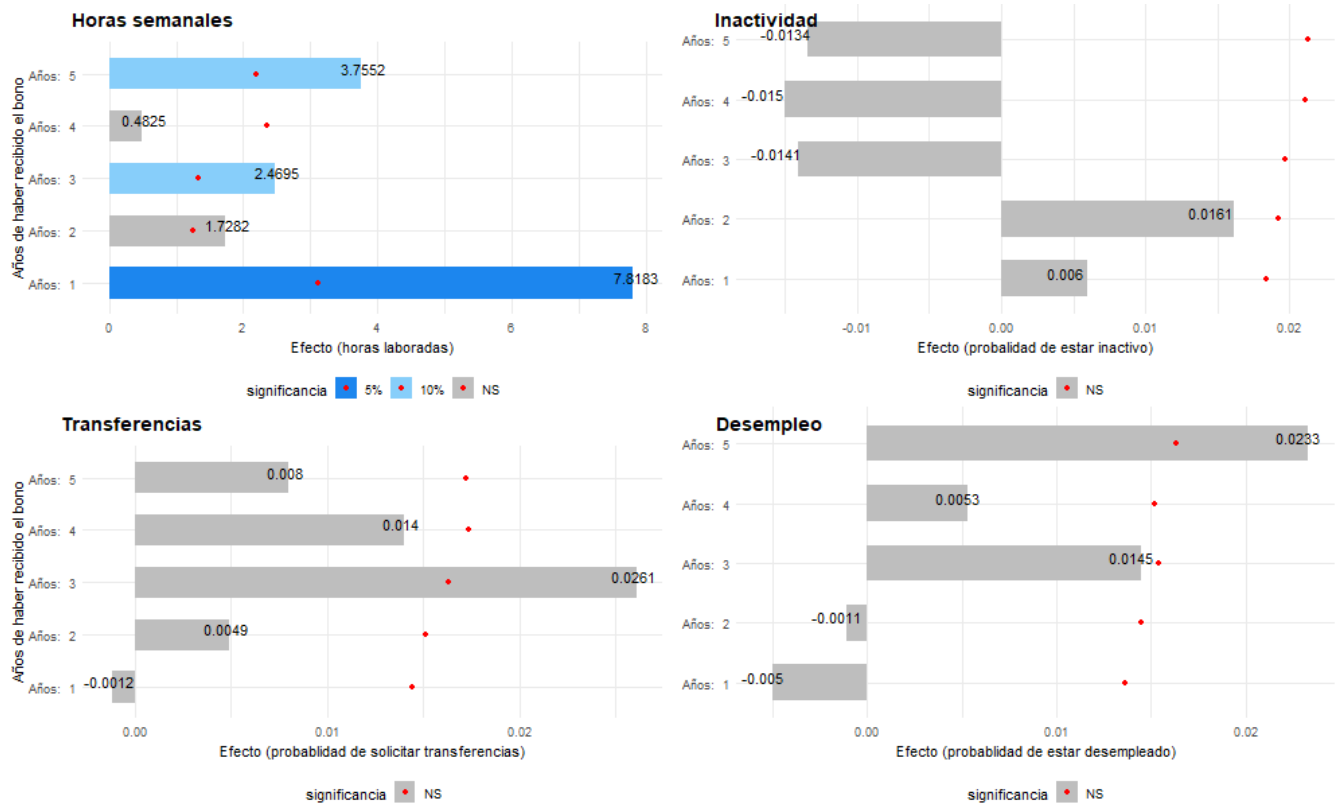 Horas semanales
Años de haber recibido el bono
Años: 5
3.7552
Años: 4
0.4825
Años: 3
2.4695
Años: 2
1.7282
Años: 1
7.8183
0 2 4 6 8
Efecto (horas laboradas)
significancia 5% 10% NS
Inactividad
Años: 5
-0.0134
Años: 4
-0.015
Años: 3
-0.0141
Años: 2
0.0161
Años: 1
0.006
-0.01 0.00 0.01 0.02
Efecto (probalidad de estar inactivo)
significancia NS
Transferencias
Años de haber recibido el bono
Años: 5
0.008
Años: 4
0.014
Años: 3
0.0261
Años: 2
0.0049
Años: 1
-0.0012
0.00 0.01 0.02
Efecto (probablidad de solicitar transferencias)
significancia NS
Desempleo
Años: 5
0.0233
Años: 4
0.0053
Años: 3
0.0145
Años: 2
-0.0011
Años: 1
-0.005
0.00 0.01 0.02
Efecto (probablidad de estar desempleado)
significancia NS